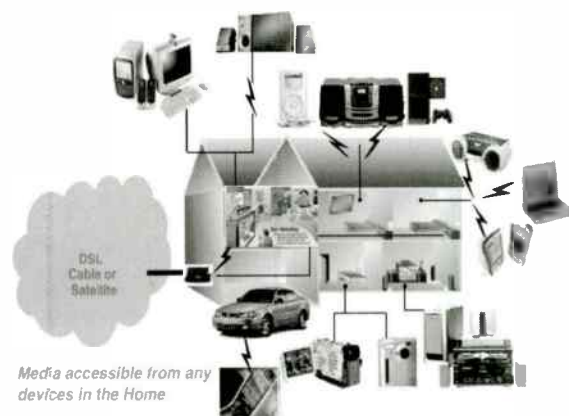 DSL
Cable or
Satellite
Media accessible from any
devices in the Home